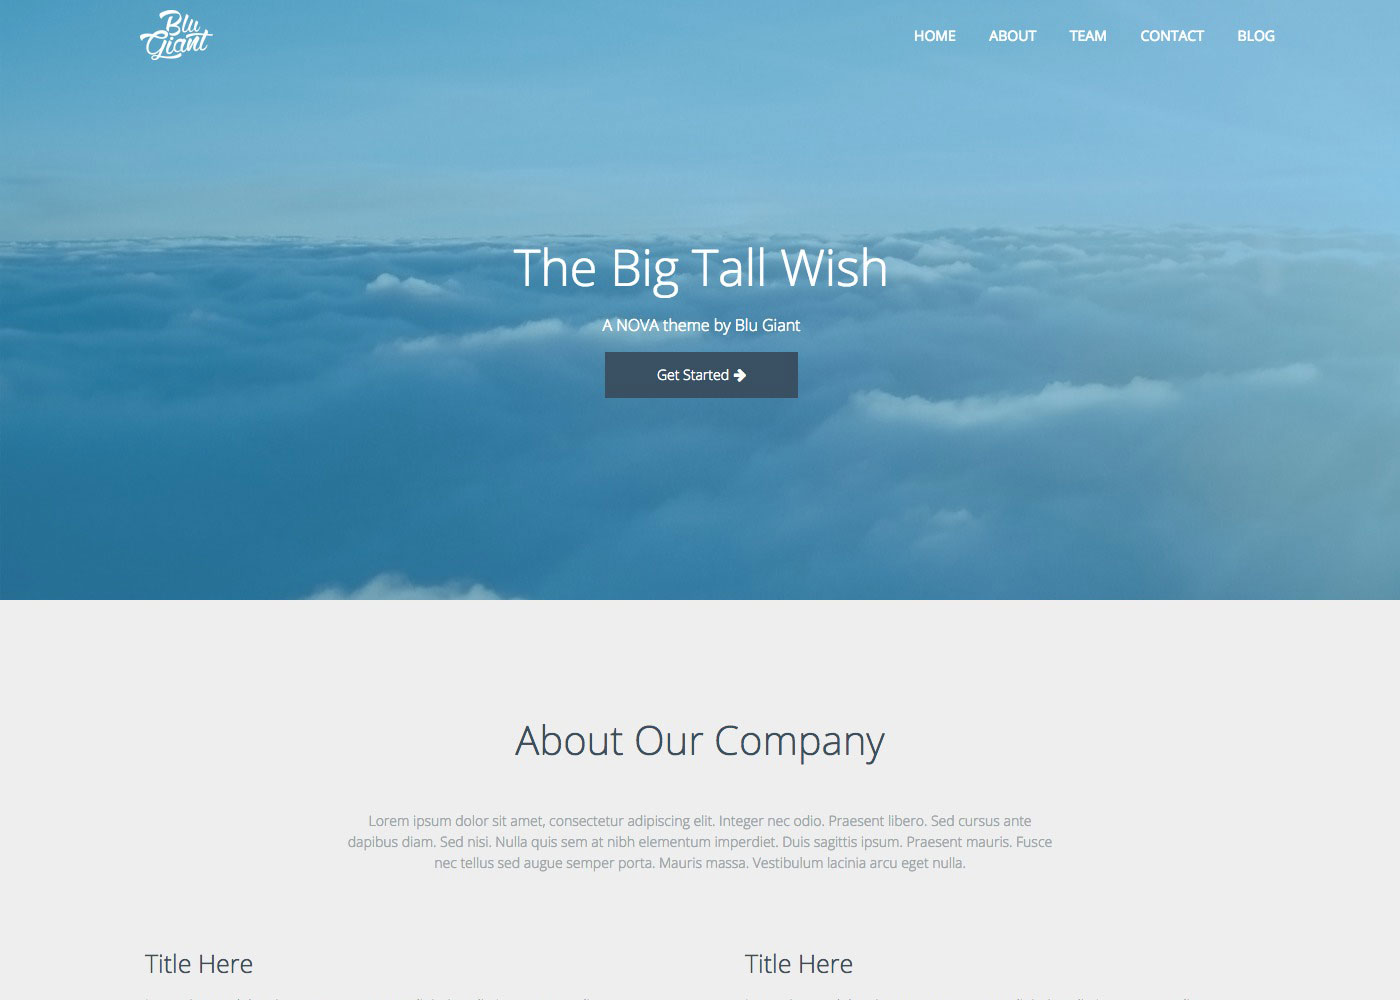 Blu
Giant
HOME ABOUT TEAM CONTACT BLOG
The Big Tall Wish
A NOVA theme by Blu Giant
Get Started
About Our Company
Lorem ipsum dolor sit amet, consectetur adipiscing elit. Integer nec odio. Praesent libero. Sed cursus ante
dapibus diam. Sed nisi. Nulla quis sem at nibh elementum imperdiet. Duis sagittis ipsum. Praesent mauris. Fusce
nec tellus sed augue semper porta. Mauris massa. Vestibulum lacinia arcu eget nulla.
Title Here
Title Here